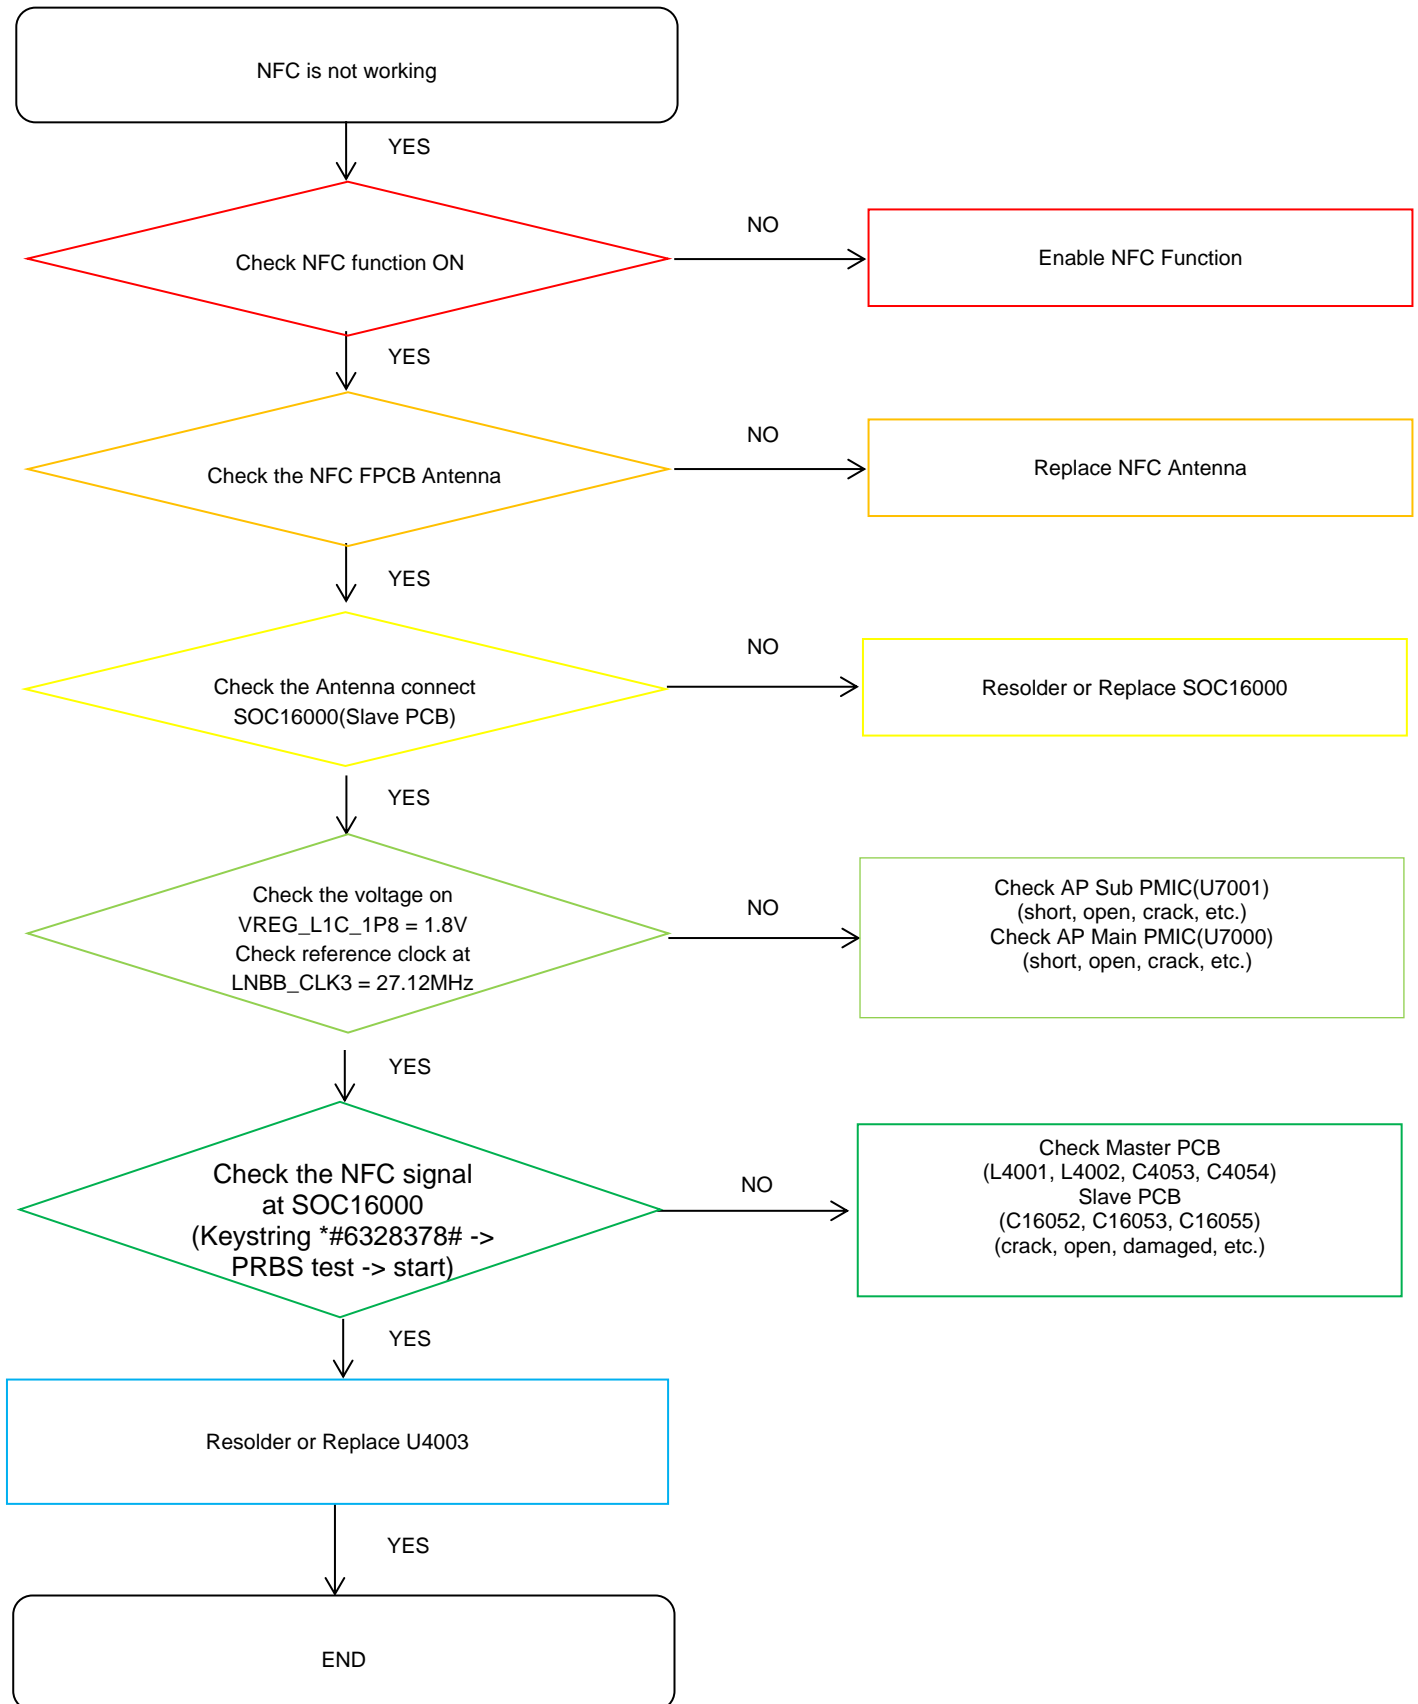 NFC is not working
YES
Check NFC function ON
NO
Enable NFC Function
YES
Check the NFC FPCB Antenna
NO
Replace NFC Antenna
YES
Check the Antenna connect
SOC16000(Slave PCB)
NO
Resolder or Replace SOC16000
YES
Check the voltage on
VREG_L1C_1P8 = 1.8V
Check reference clock at
LNBB_CLK3 = 27.12MHz
NO
Check AP Sub PMIC(U7001)
(short, open, crack, etc.)
Check AP Main PMIC(U7000)
(short, open, crack, etc.)
YES
Check the NFC signal
at SOC16000
(Keystring *#6328378# ->
PRBS test -> start)
NO
Check Master PCB
(L4001, L4002, C4053, C4054)
Slave PCB
(C16052, C16053, C16055)
(crack, open, damaged, etc.)
YES
Resolder or Replace U4003
YES
END